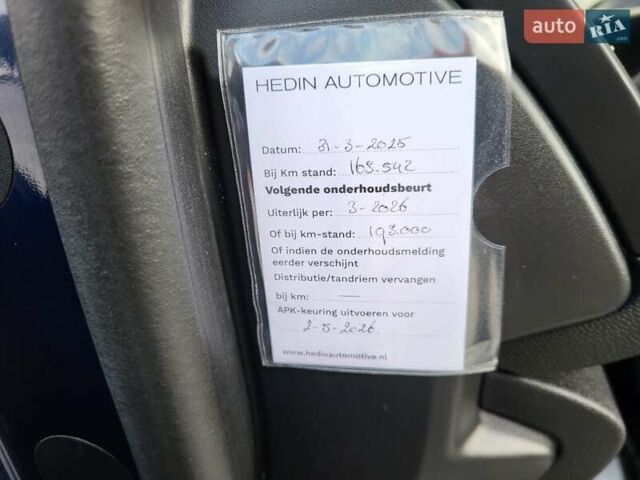 auto RIA.com
HEDIN AUTOMOTIVE
Datum: 31-3-2025
Bij Km stand: 163.542
Volgende onderhoudsbeurt
Uiterlijk per: 3-2026
Of bij km-stand: 193.000
Of indien de onderhoudsmelding
eerder verschijnt
Distributie/tandriem vervangen
bij km: —
APK-keuring uitvoeren voor
2-5-2026.
www.hedinautomotive.nl